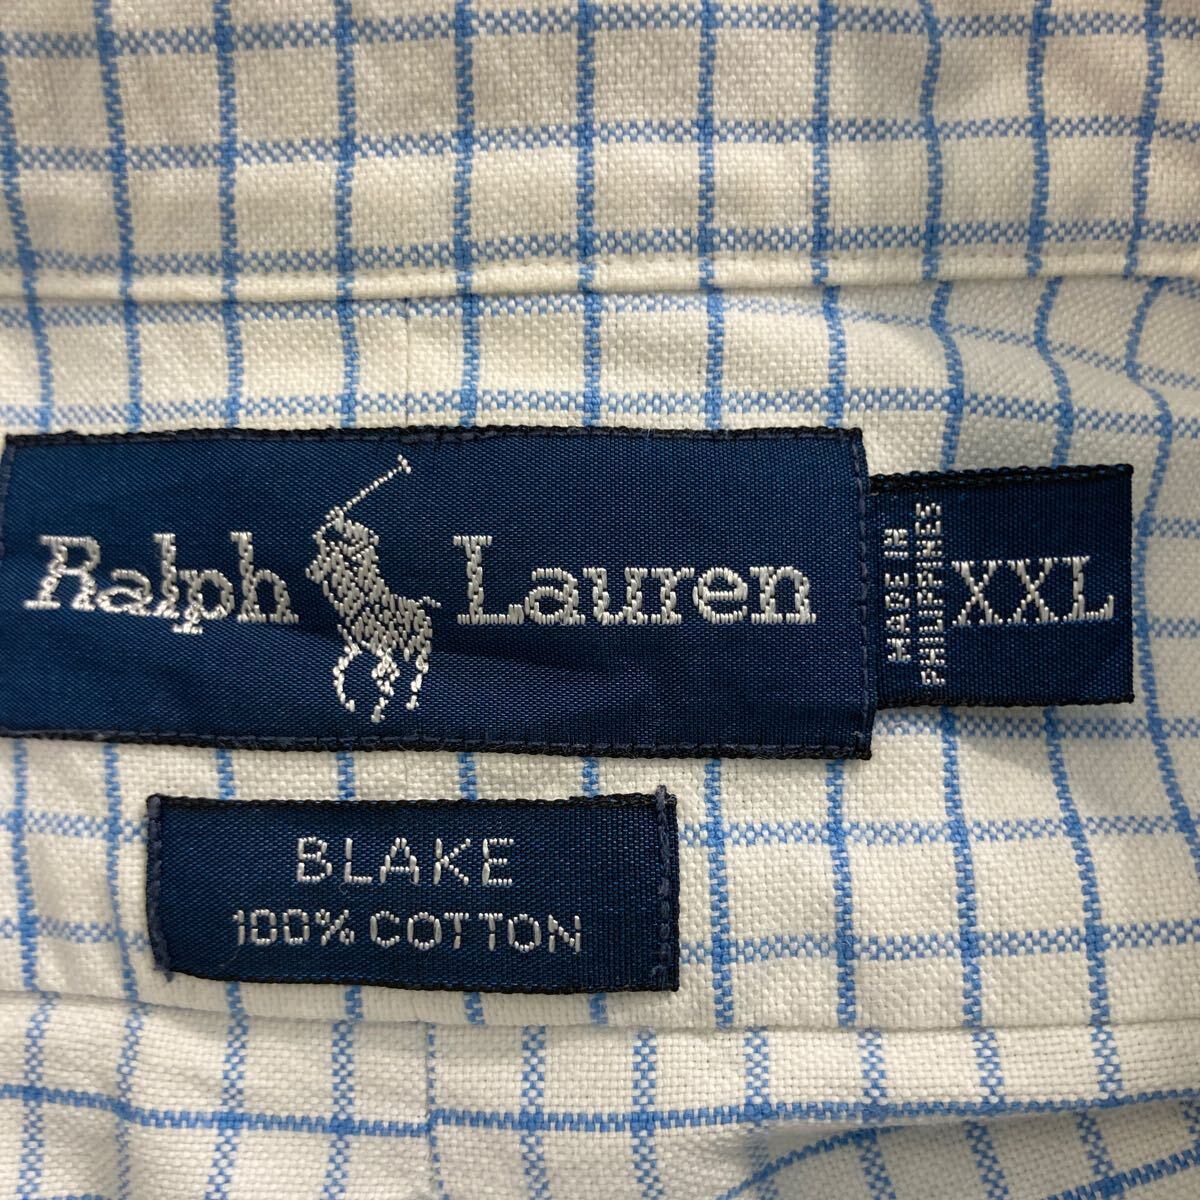 Ralph Lauren
MADE IN
PHILIPPINES
XXL
BLAKE
100% COTTON